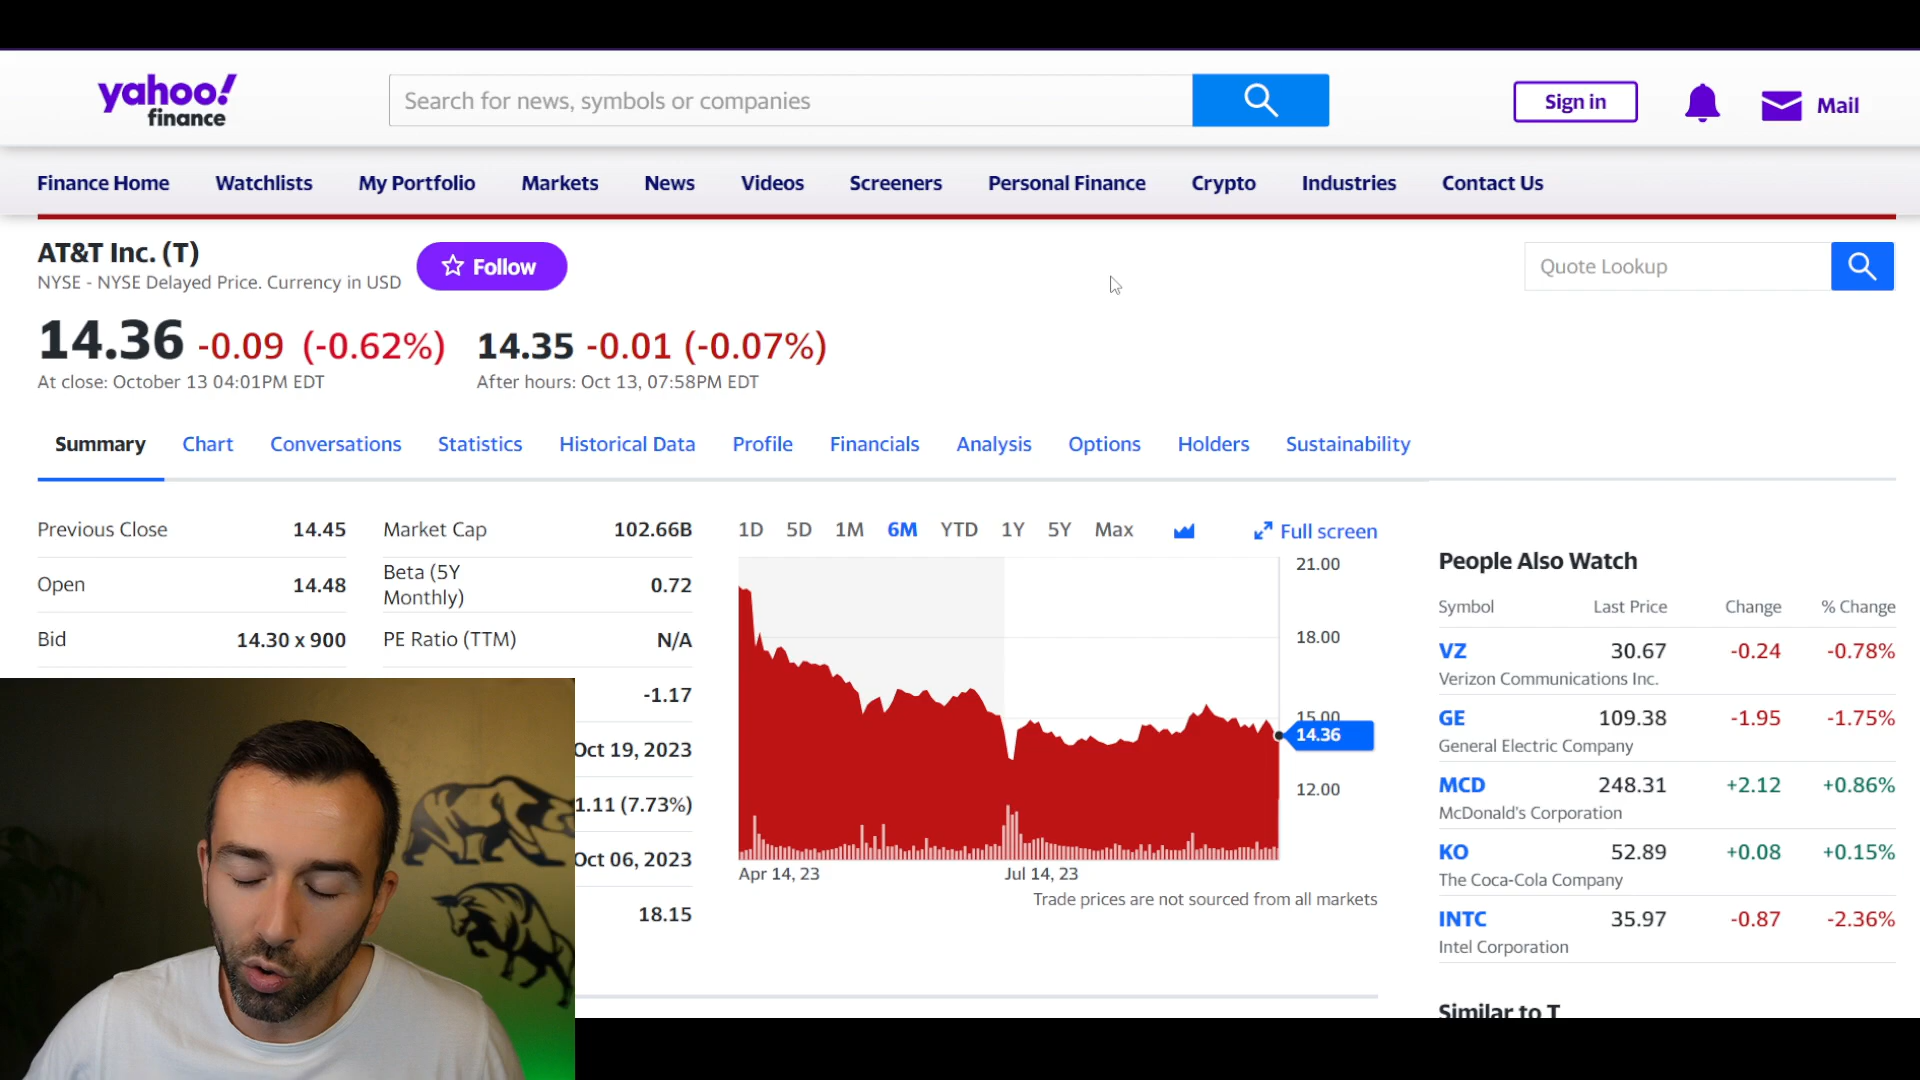 yahoo!
finance
Search for news, symbols or companies
Sign in
Mail
Finance Home
Watchlists
My Portfolio
Markets
News
Videos
Screeners
Personal Finance
Crypto
Industries
Contact Us
AT&T Inc. (T)
NYSE - NYSE Delayed Price. Currency in USD
Follow
Quote Lookup
14.36 -0.09 (-0.62%)
At close: October 13 04:01PM EDT
14.35 -0.01 (-0.07%)
After hours: Oct 13, 07:58PM EDT
Summary
Chart
Conversations
Statistics
Historical Data
Profile
Financials
Analysis
Options
Holders
Sustainability
Previous Close 14.45
Open 14.48
Bid 14.30 x 900
Market Cap 102.66B
Beta (5Y
Monthly) 0.72
PE Ratio (TTM) N/A
-1.17
Oct 19, 2023
1.11 (7.73%)
Oct 06, 2023
18.15
1D 5D 1M 6M YTD 1Y 5Y Max
Full screen
21.00
18.00
15.00
14.36
12.00
Apr 14, 23
Jul 14, 23
Trade prices are not sourced from all markets
People Also Watch
Symbol Last Price Change % Change
VZ 30.67 -0.24 -0.78%
Verizon Communications Inc.
GE 109.38 -1.95 -1.75%
General Electric Company
MCD 248.31 +2.12 +0.86%
McDonald's Corporation
KO 52.89 +0.08 +0.15%
The Coca-Cola Company
INTC 35.97 -0.87 -2.36%
Intel Corporation
Similar to T